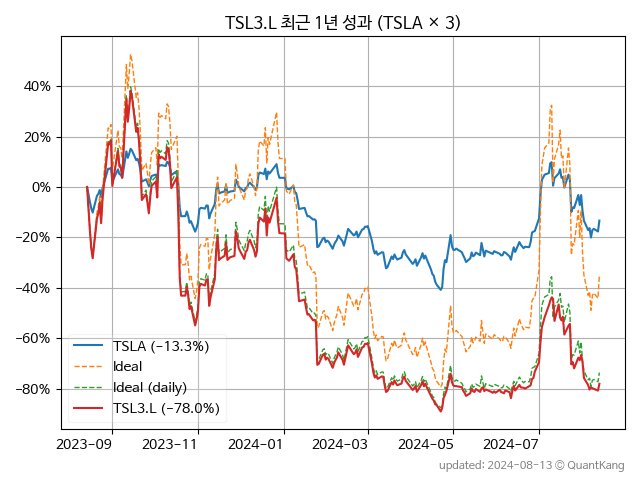 TSL3.L 최근 1년 성과 (TSLA × 3)
40%
20%
0%
−20%
−40%
−60%
−80%
TSLA (−13.3%)
Ideal
Ideal (daily)
TSL3.L (−78.0%)
2023−09 2023−11 2024−01 2024−03 2024−05 2024−07
updated: 2024−08−13 ⓒ QuantKang